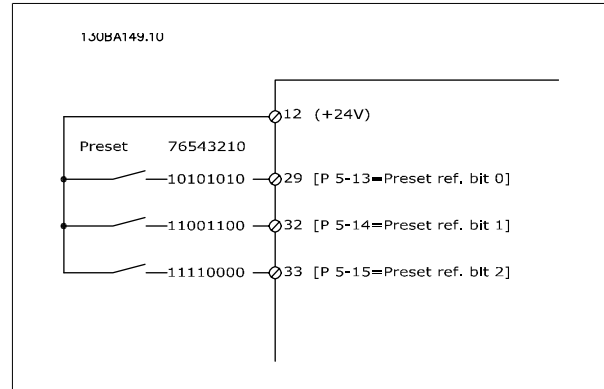 130BA149.10
12 (+24V)
Preset 76543210
10101010 29 [P 5-13=Preset ref. bit 0]
11001100 32 [P 5-14=Preset ref. bit 1]
11110000 33 [P 5-15=Preset ref. bit 2]